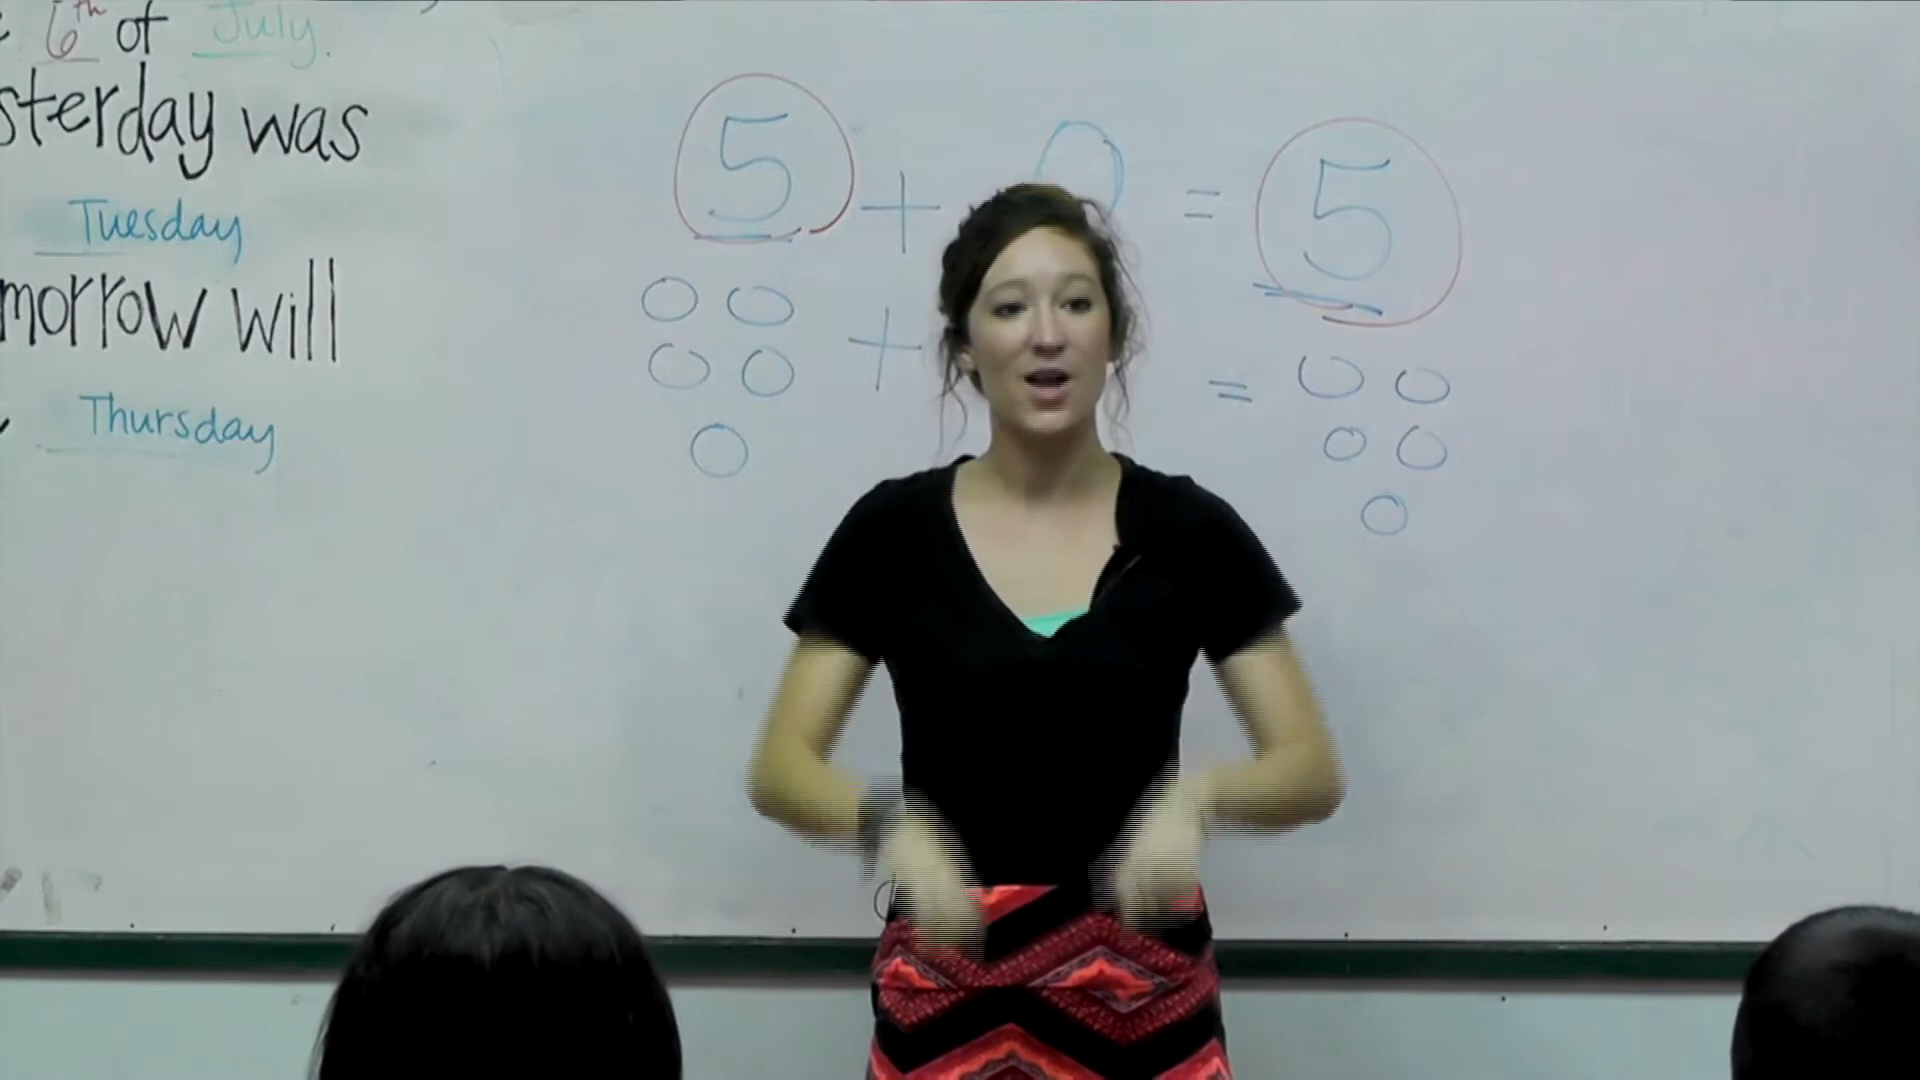 6th of July.
sterday was
Tuesday
morrow will
Thursday
5 + 0 = 5
+ =